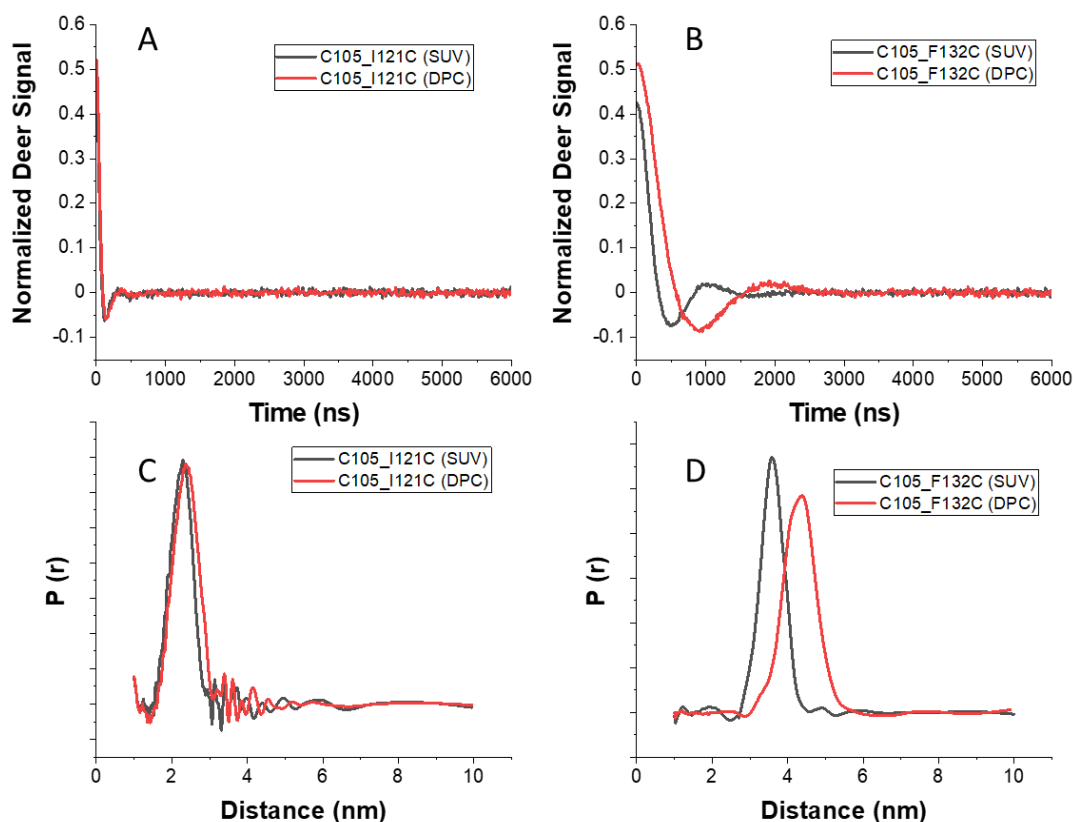 A
C105_I121C (SUV)
C105_I121C (DPC)
Normalized Deer Signal
0.6
0.5
0.4
0.3
0.2
0.1
0
-0.1
0 1000 2000 3000 4000 5000 6000
Time (ns)
B
C105_F132C (SUV)
C105_F132C (DPC)
Normalized Deer Signal
0.6
0.5
0.4
0.3
0.2
0.1
0
-0.1
0 1000 2000 3000 4000 5000 6000
Time (ns)
C
C105_I121C (SUV)
C105_I121C (DPC)
P (r)
0 2 4 6 8 10
Distance (nm)
D
C105_F132C (SUV)
C105_F132C (DPC)
P (r)
0 2 4 6 8 10
Distance (nm)